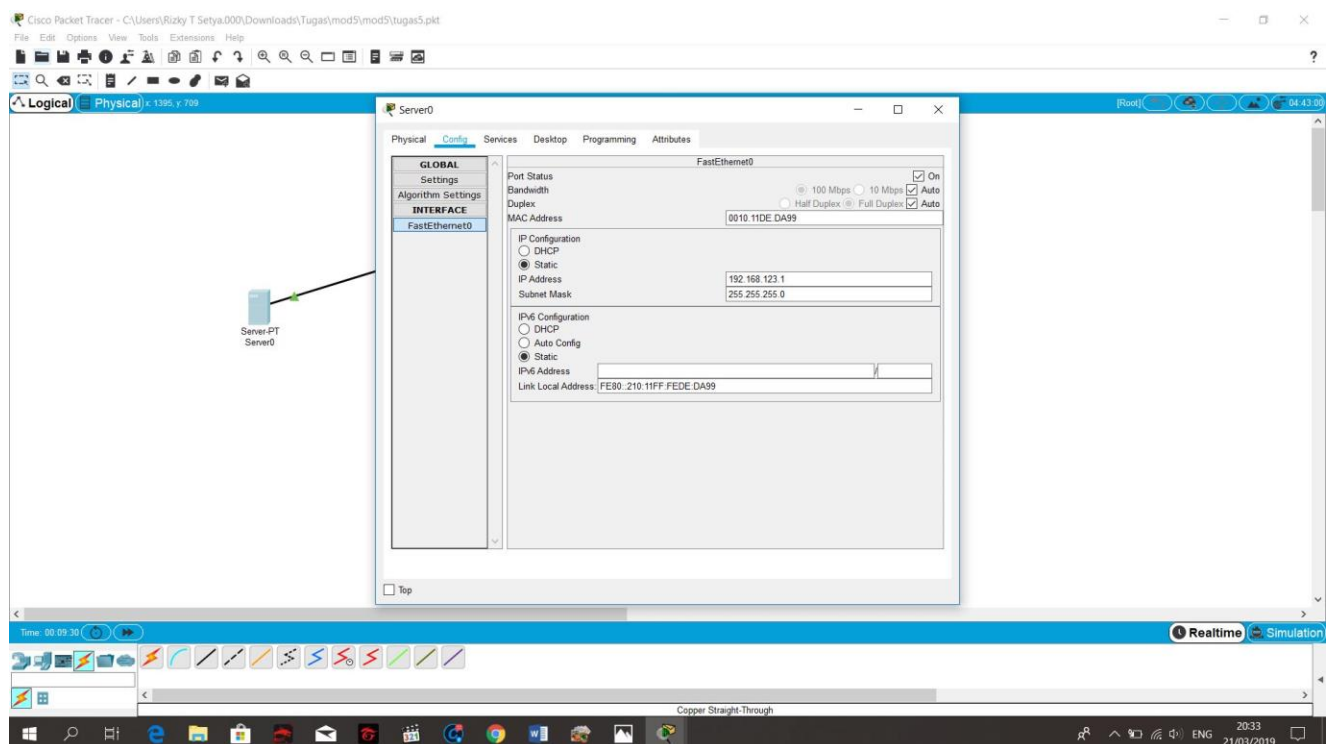 Cisco Packet Tracer - C:\Users\Rizky T Setya.000\Downloads\Tugas\mod5\mod5\tugas5.pkt
File Edit Options View Tools Extensions Help
?
Logical Physical x: 1395, y: 709
[Root]
04:43:00
Server0
Physical Config Services Desktop Programming Attributes
GLOBAL
Settings
Algorithm Settings
INTERFACE
FastEthernet0
FastEthernet0
Port Status On
Bandwidth 100 Mbps 10 Mbps Auto
Duplex Half Duplex Full Duplex Auto
MAC Address 0010.11DE.DA99
IP Configuration
DHCP
Static
IP Address 192.168.123.1
Subnet Mask 255.255.255.0
IPv6 Configuration
DHCP
Auto Config
Static
IPv6 Address /
Link Local Address: FE80::210:11FF:FEDE:DA99
Top
Server-PT
Server0
Time: 00:09:30
Realtime Simulation
Copper Straight-Through
321
W
ENG
20:33
21/03/2019